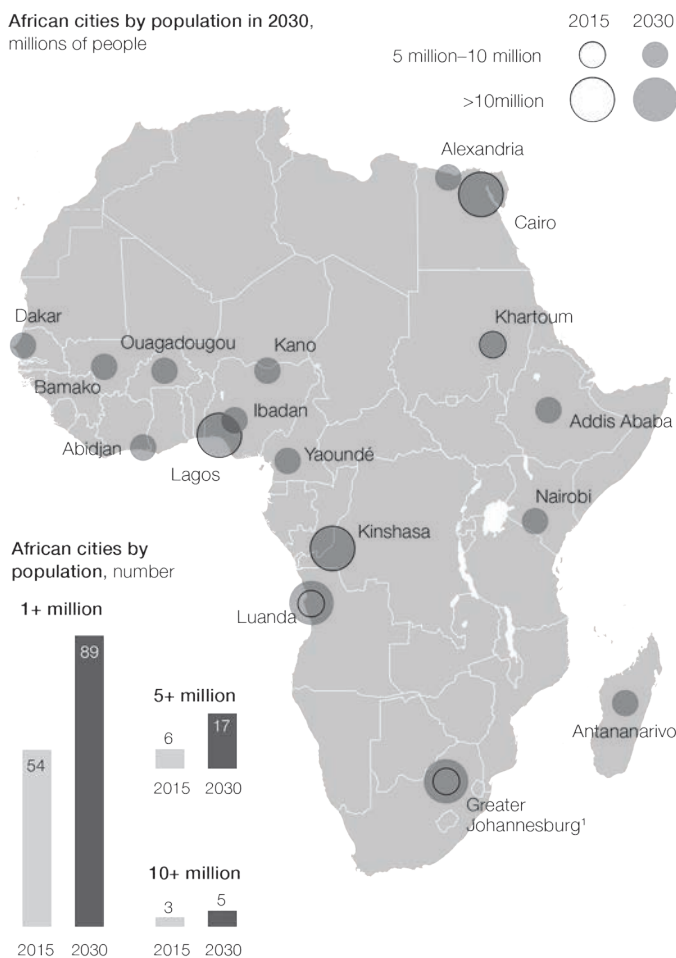 African cities by population in 2030,
millions of people
2015 2030
5 million–10 million
>10million
Alexandria
Cairo
Dakar
Khartoum
Ouagadougou
Kano
Bamako
Ibadan
Addis Ababa
Abidjan
Yaoundé
Lagos
Nairobi
Kinshasa
African cities by
population, number
1+ million
Luanda
89
5+ million
17
6
54
2015 2030
Antananarivo
Greater
Johannesburg¹
10+ million
3
5
2015 2030
2015 2030